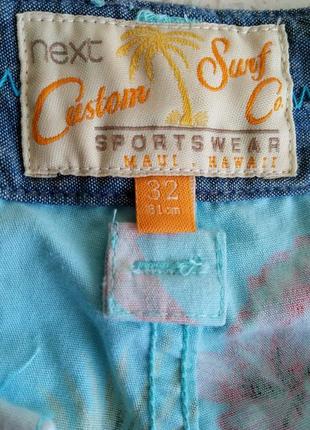 next
Custom Surf Co.
SPORTSWEAR
MAUI · HAWAII
32
81cm